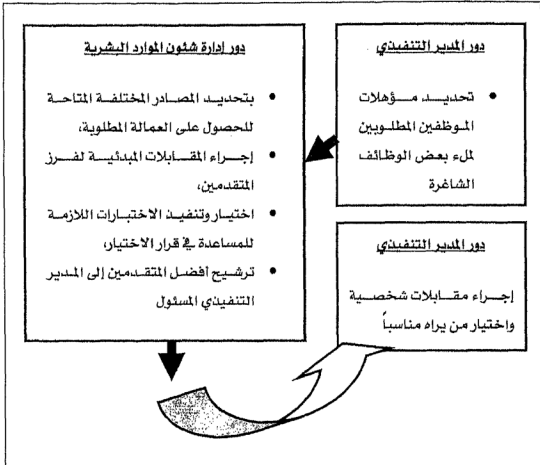 دور المدير التنفيذي
• تحديد مؤهلات
الموظفين المطلوبين
لملء بعض الوظائف
الشاغرة
دور إدارة شئون الموارد البشرية
• بتحديد المصادر المختلفة المتاحة
للحصول على العمالة المطلوبة،
• إجراء المقابلات المبدئية لفرز
المتقدمين،
• اختيار وتنفيذ الاختبارات اللازمة
للمساعدة في قرار الاختيار،
• ترشيح أفضل المتقدمين إلى المدير
التنفيذي المسئول
دور المدير التنفيذي
إجراء مقابلات شخصية
واختيار من يراه مناسباً